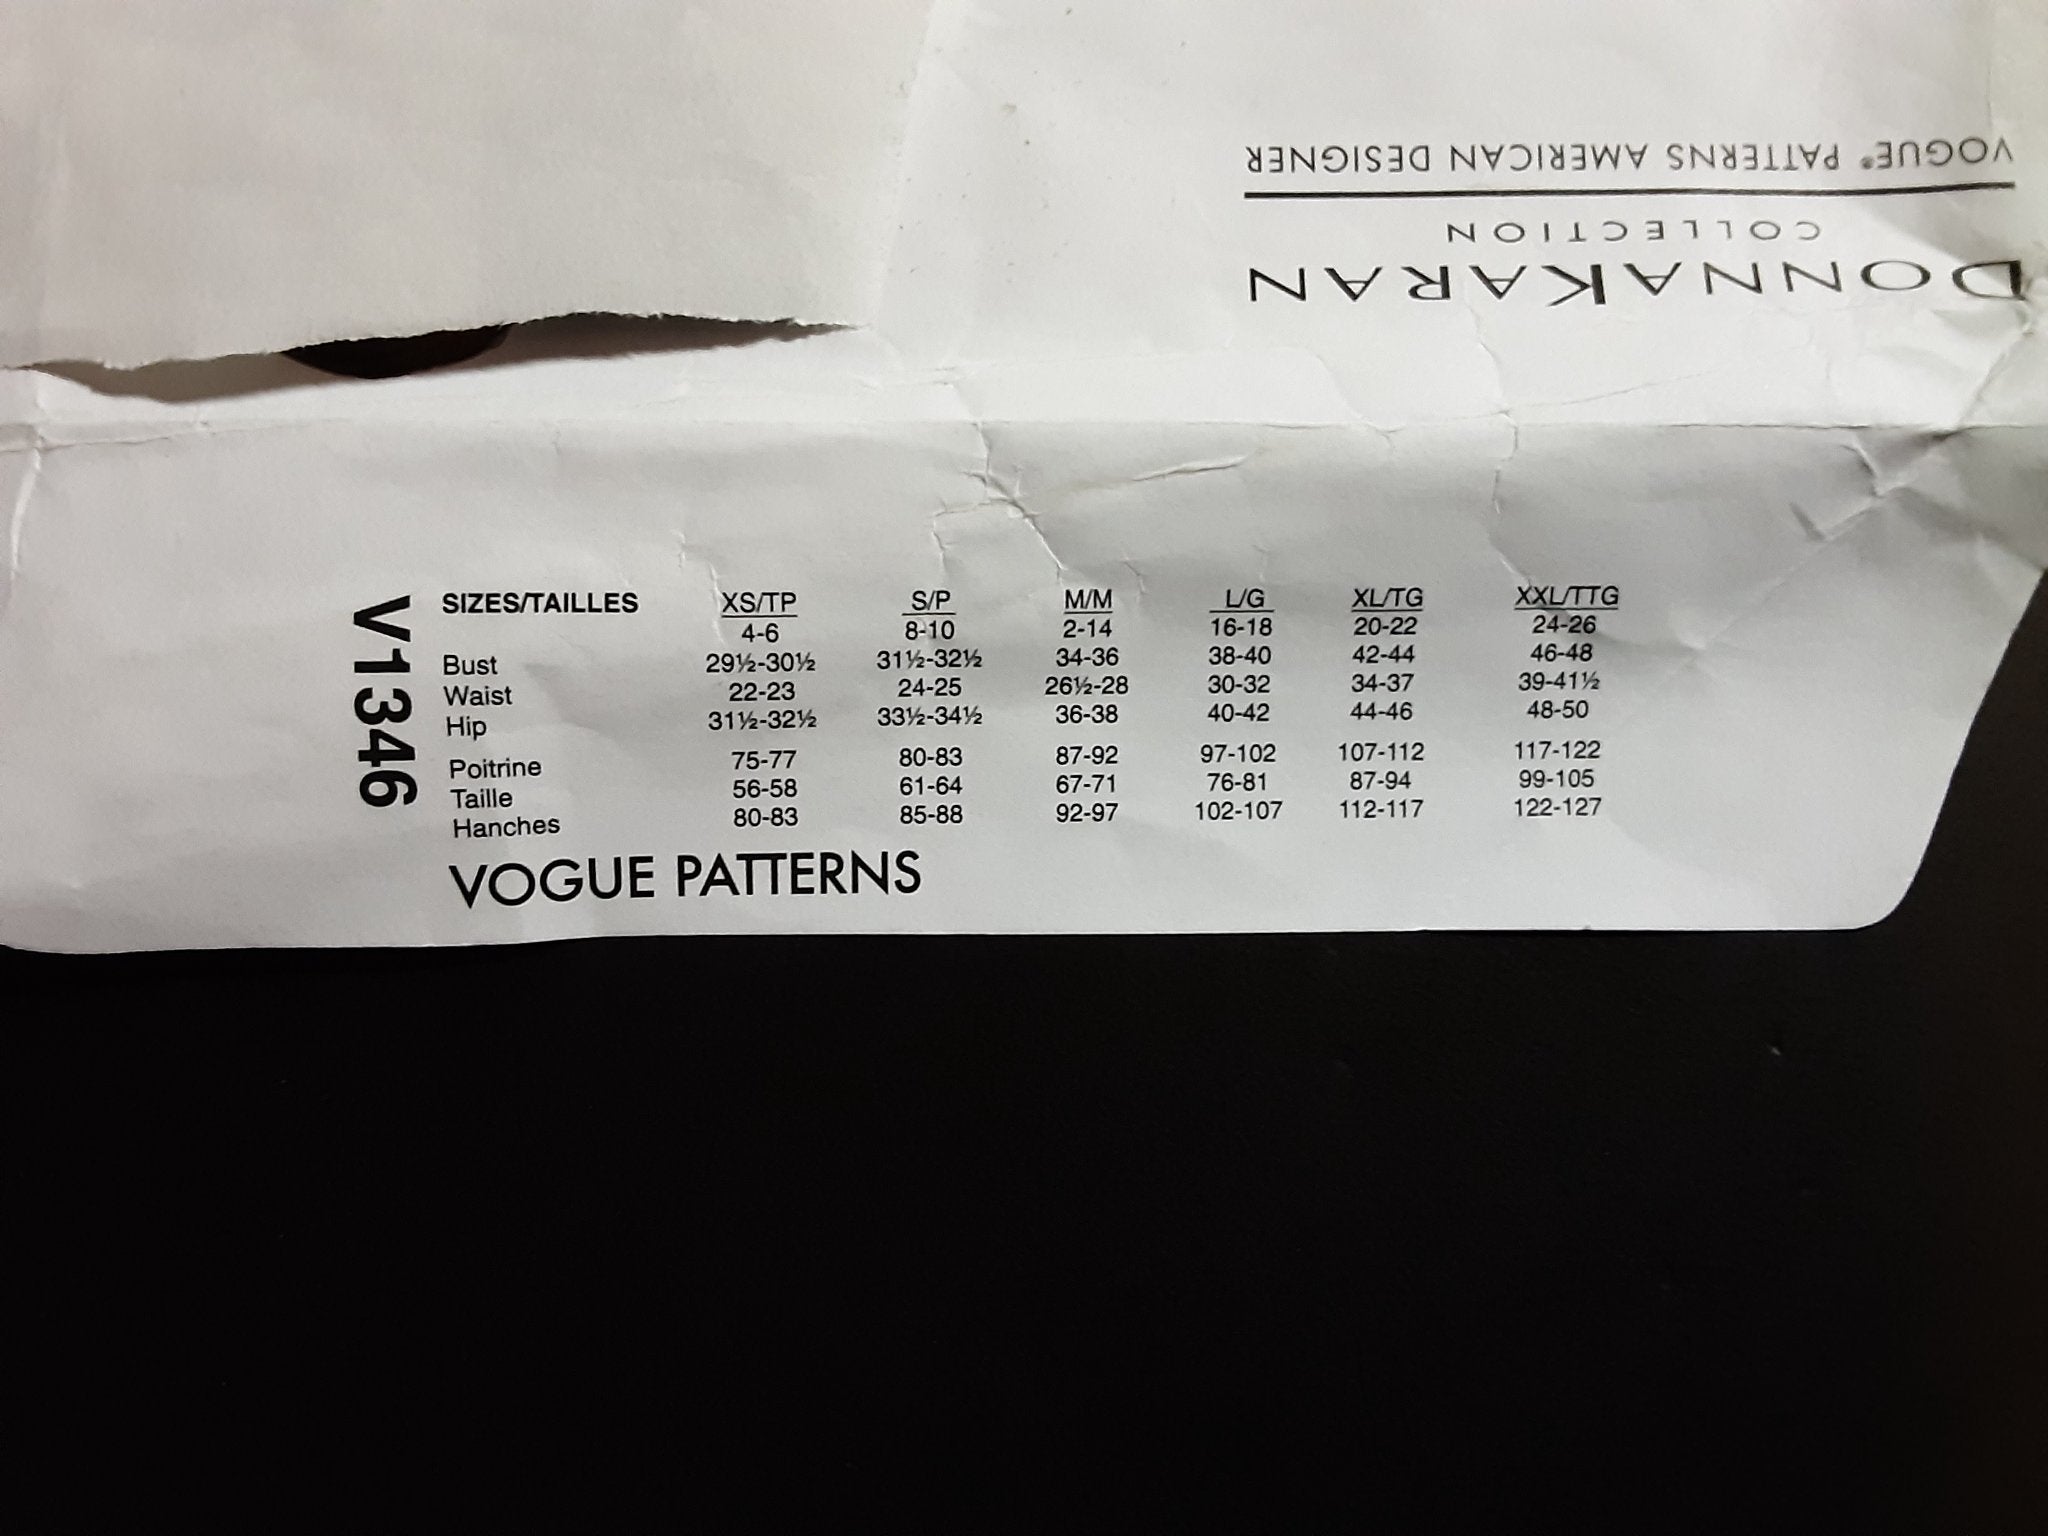 VOGUE® PATTERNS AMERICAN DESIGNER
COLLECTION
DONNAKARAN
V1346
SIZES/TAILLES XS/TP S/P M/M L/G XL/TG XXL/TTG
4-6 8-10 2-14 16-18 20-22 24-26
Bust 29½-30½ 31½-32½ 34-36 38-40 42-44 46-48
Waist 22-23 24-25 26½-28 30-32 34-37 39-41½
Hip 31½-32½ 33½-34½ 36-38 40-42 44-46 48-50
Poitrine 75-77 80-83 87-92 97-102 107-112 117-122
Taille 56-58 61-64 67-71 76-81 87-94 99-105
Hanches 80-83 85-88 92-97 102-107 112-117 122-127
VOGUE PATTERNS